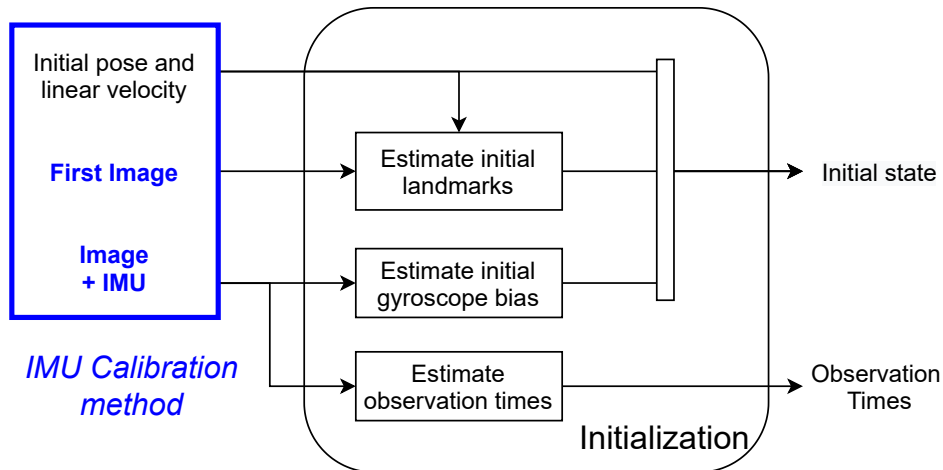 Initial pose and
linear velocity
First Image
Image
+ IMU
IMU Calibration
method
Estimate initial
landmarks
Estimate initial
gyroscope bias
Estimate
observation times
Initialization
Initial state
Observation
Times